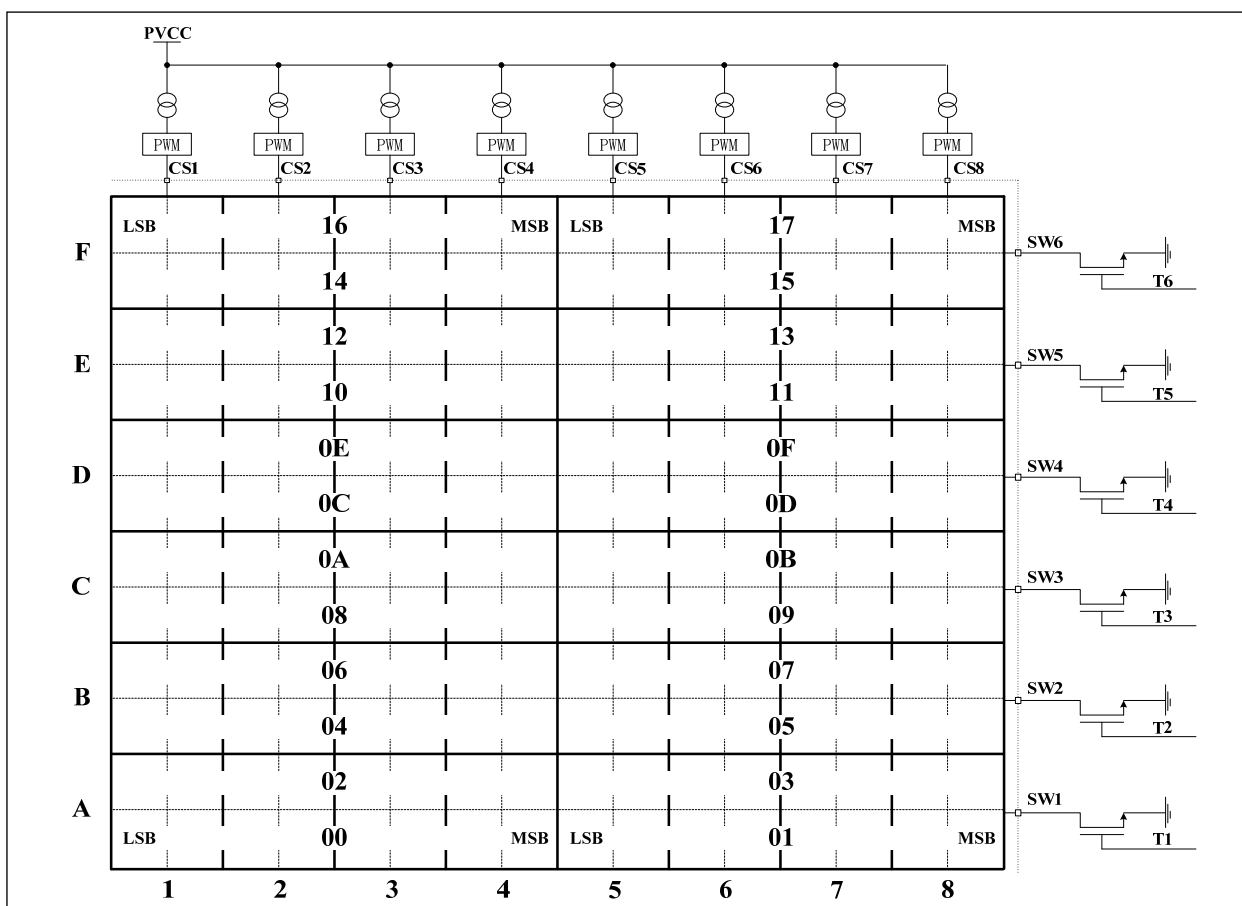 PVCC
PWM PWM PWM PWM PWM PWM PWM PWM
CS1 CS2 CS3 CS4 CS5 CS6 CS7 CS8
LSB 16 MSB LSB 17 MSB
F SW6
14 15 T6
12 13
E SW5
10 11 T5
0E 0F
D SW4
0C 0D T4
0A 0B
C SW3
08 09 T3
06 07
B SW2
04 05 T2
02 03
A SW1
LSB 00 MSB LSB 01 MSB T1
1 2 3 4 5 6 7 8